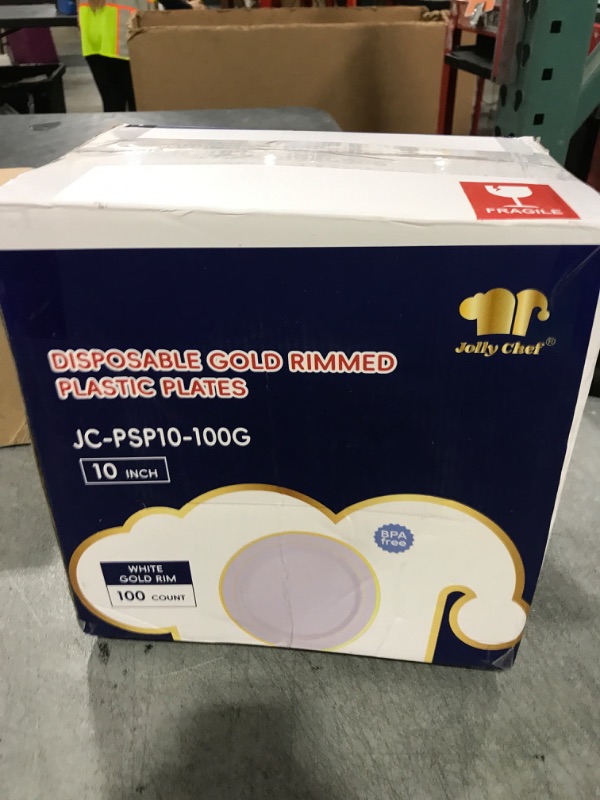 FRAGILE
Jolly Chef®
DISPOSABLE GOLD RIMMED
PLASTIC PLATES
JC-PSP10-100G
10 INCH
BPA
free
WHITE
GOLD RIM
100 COUNT